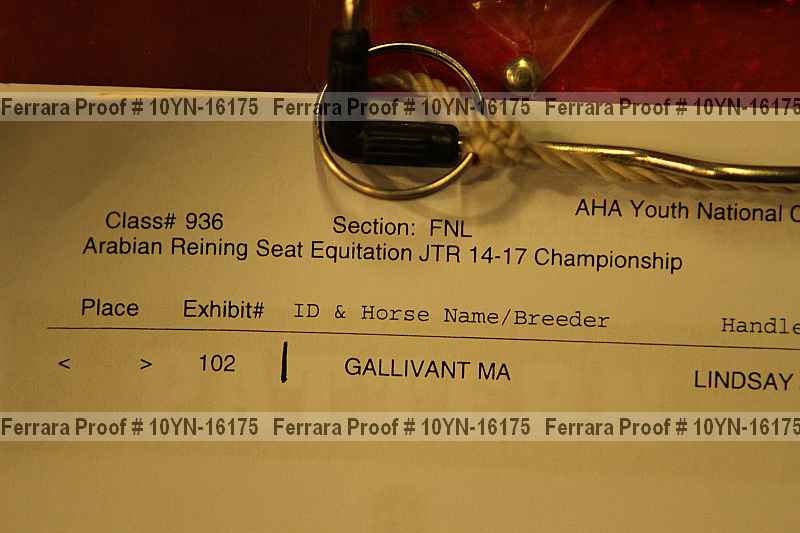 Ferrara Proof # 10YN-16175 Ferrara Proof # 10YN-16175 Ferrara Proof # 10YN-16175
AHA Youth National C
Class# 936 Section: FNL
Arabian Reining Seat Equitation JTR 14-17 Championship
Place Exhibit# ID & Horse Name/Breeder Handle
< > 102 GALLIVANT MA LINDSAY
Ferrara Proof # 10YN-16175 Ferrara Proof # 10YN-16175 Ferrara Proof # 10YN-16175